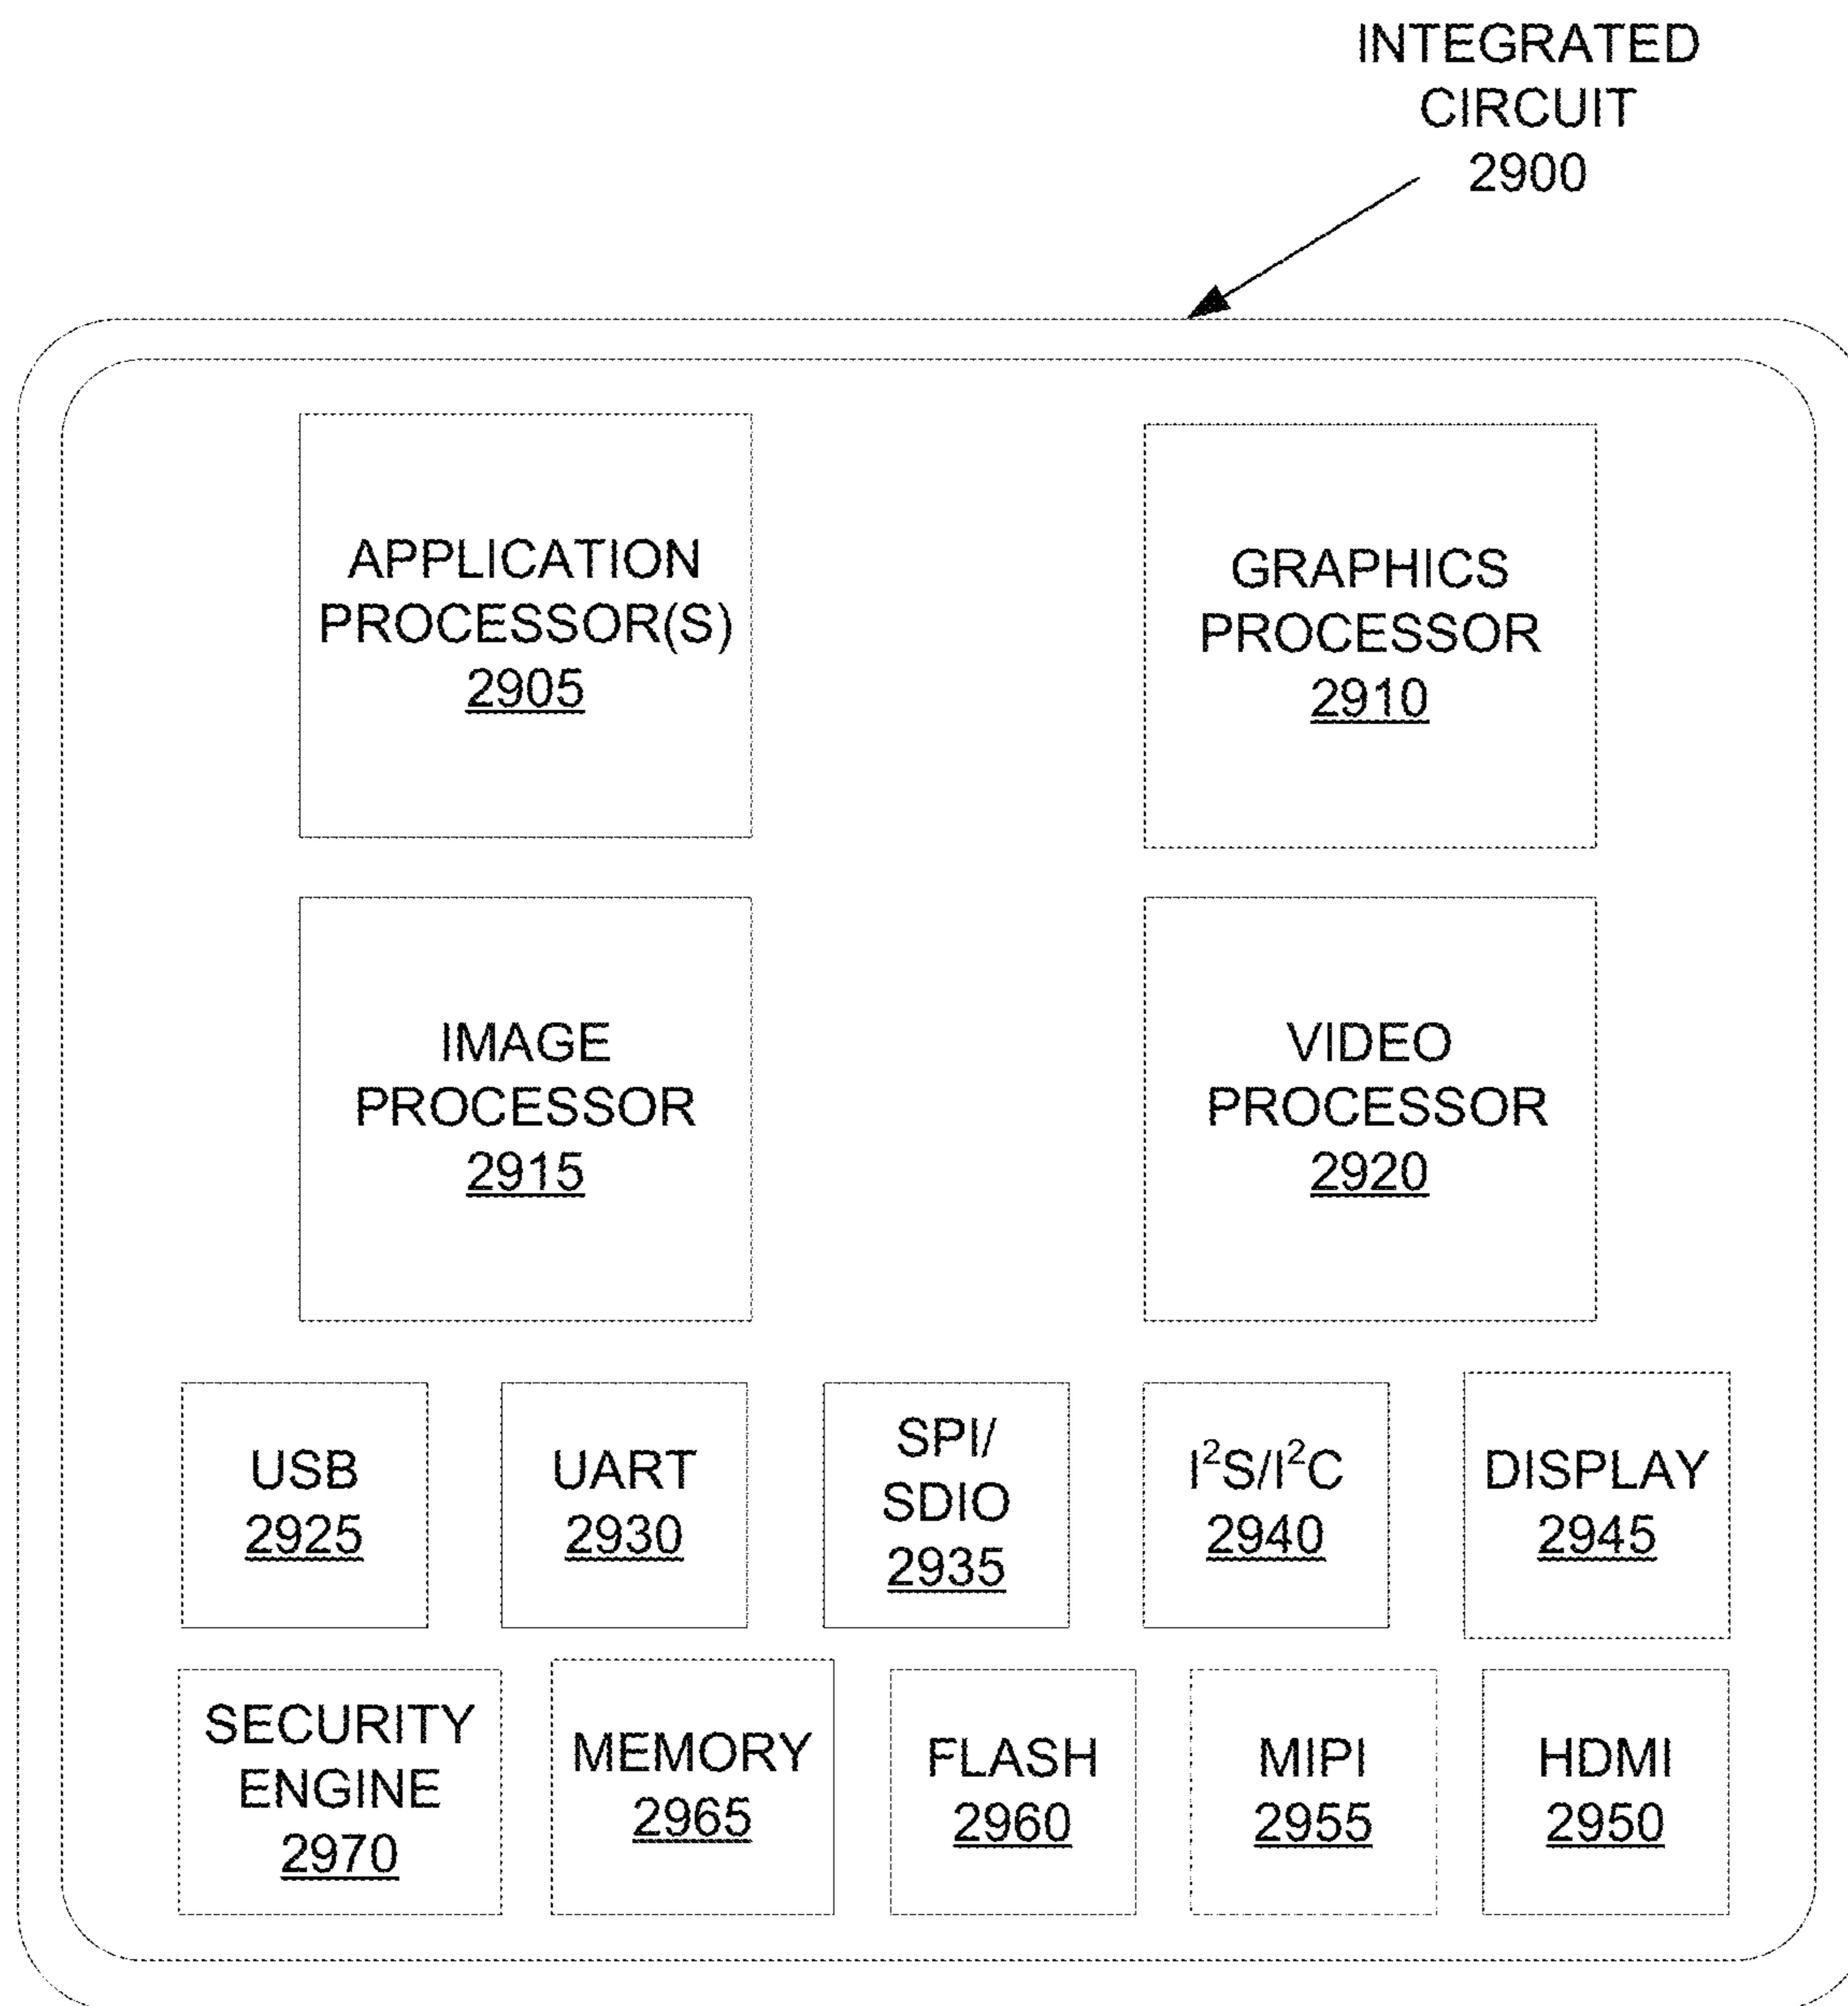 INTEGRATED
CIRCUIT
2900
APPLICATION
PROCESSOR(S)
2905
GRAPHICS
PROCESSOR
2910
IMAGE
PROCESSOR
2915
VIDEO
PROCESSOR
2920
USB
2925
UART
2930
SPI/
SDIO
2935
I²S/I²C
2940
DISPLAY
2945
SECURITY
ENGINE
2970
MEMORY
2965
FLASH
2960
MIPI
2955
HDMI
2950